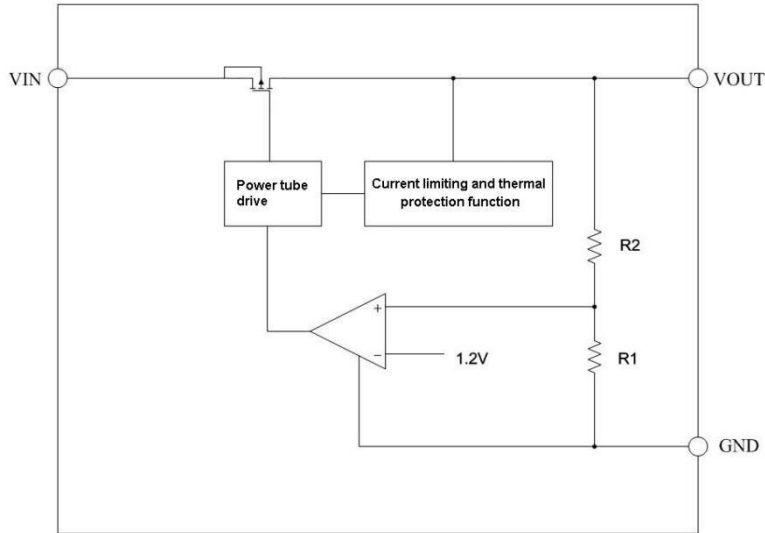 VIN
VOUT
Power tube
drive
Current limiting and thermal
protection function
R2
+
−
1.2V
R1
GND